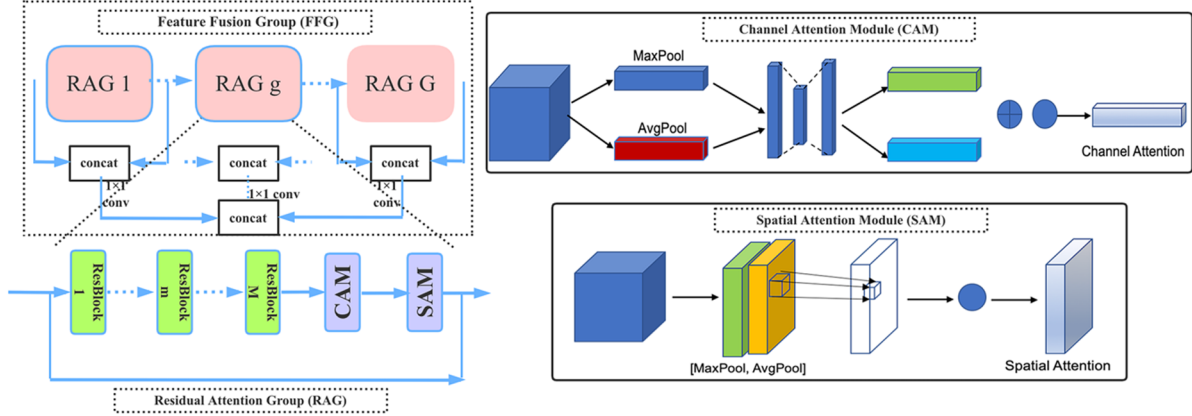 Feature Fusion Group (FFG)
RAG 1
RAG g
RAG G
concat
concat
concat
1×1
conv
1×1 conv
1×1
conv
concat
ResBlock
1
ResBlock
m
ResBlock
M
CAM
SAM
Residual Attention Group (RAG)
Channel Attention Module (CAM)
MaxPool
AvgPool
Channel Attention
Spatial Attention Module (SAM)
[MaxPool, AvgPool]
Spatial Attention